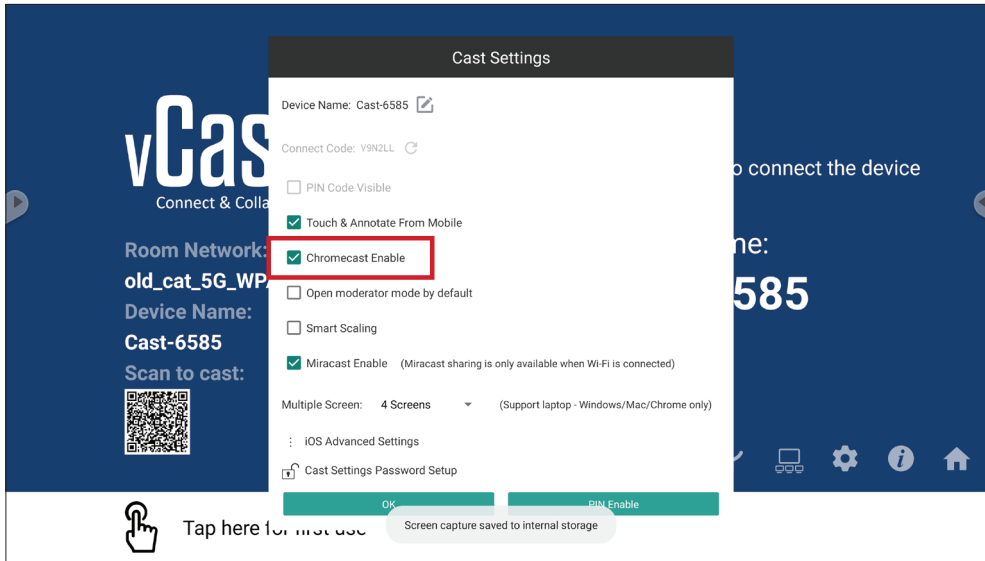 Cast Settings
Device Name: Cast-6585
Connect Code: V9N2LL
PIN Code Visible
Touch & Annotate From Mobile
Chromecast Enable
Open moderator mode by default
Smart Scaling
Miracast Enable (Miracast sharing is only available when Wi-Fi is connected)
Multiple Screen: 4 Screens (Support laptop - Windows/Mac/Chrome only)
iOS Advanced Settings
Cast Settings Password Setup
OK PIN Enable
Screen capture saved to internal storage
vCas
Connect & Colla
Room Network:
old_cat_5G_WP
Device Name:
Cast-6585
Scan to cast:
o connect the device
me:
585
Tap here for first use